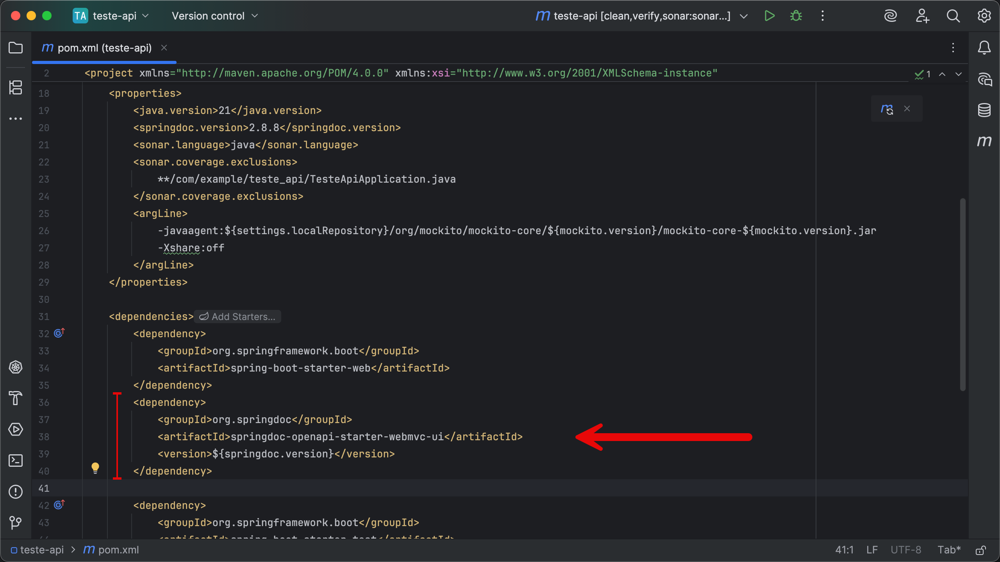 TA teste-api Version control m teste-api [clean,verify,sonar:sonar...]
m pom.xml (teste-api)
2 <project xmlns="http://maven.apache.org/POM/4.0.0" xmlns:xsi="http://www.w3.org/2001/XMLSchema-instance" 1
18 <properties>
19 <java.version>21</java.version>
20 <springdoc.version>2.8.8</springdoc.version>
21 <sonar.language>java</sonar.language>
22 <sonar.coverage.exclusions>
23 **/com/example/teste_api/TesteApiApplication.java
24 </sonar.coverage.exclusions>
25 <argLine>
26 -javaagent:${settings.localRepository}/org/mockito/mockito-core/${mockito.version}/mockito-core-${mockito.version}.jar
27 -Xshare:off
28 </argLine>
29 </properties>
30
31 <dependencies> Add Starters...
32 <dependency>
33 <groupId>org.springframework.boot</groupId>
34 <artifactId>spring-boot-starter-web</artifactId>
35 </dependency>
36 <dependency>
37 <groupId>org.springdoc</groupId>
38 <artifactId>springdoc-openapi-starter-webmvc-ui</artifactId>
39 <version>${springdoc.version}</version>
40 </dependency>
41
42 <dependency>
43 <groupId>org.springframework.boot</groupId>
44 <artifactId>spring-boot-starter-test</artifactId>
teste-api > m pom.xml 41:1 LF UTF-8 Tab*